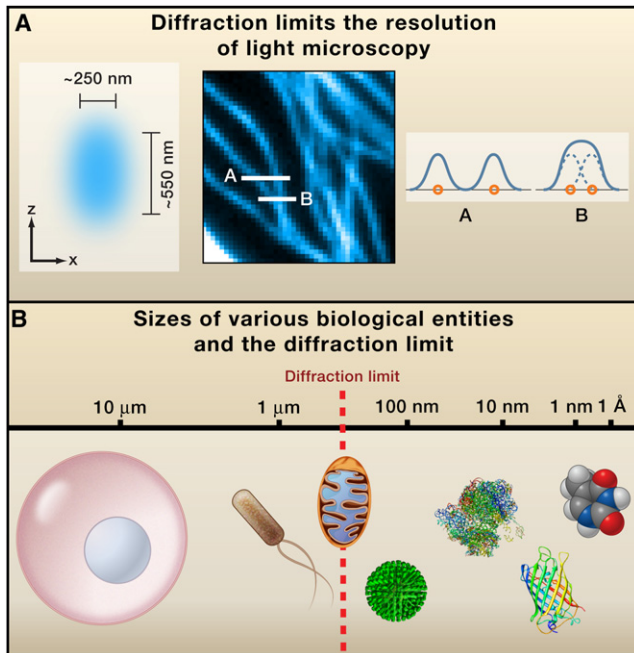 A
Diffraction limits the resolution
of light microscopy
~250 nm
~550 nm
z
x
A
B
A
B
B
Sizes of various biological entities
and the diffraction limit
Diffraction limit
10 μm
1 μm
100 nm
10 nm
1 nm
1 Å